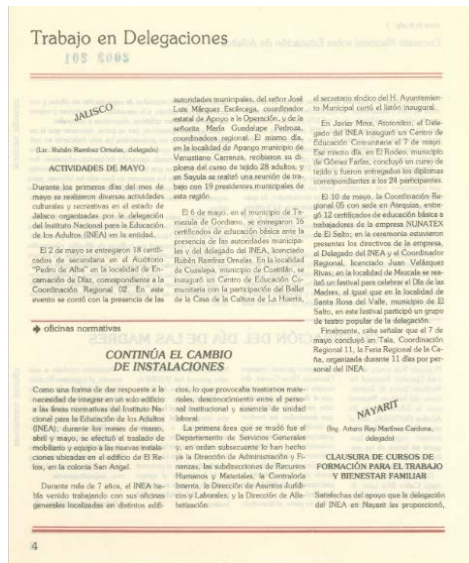 Trabajo en Delegaciones
JALISCO
(Lic. Rubén Ramírez Ornelas, delegado)
ACTIVIDADES DE MAYO
Durante los primeros días del mes de
mayo se realizaron diversas actividades
culturales y recreativas en el estado de
Jalisco organizadas por la delegación
del Instituto Nacional para la Educación
de los Adultos (INEA) en la entidad.
El 2 de mayo se entregaron 18 certifi-
cados de secundaria en el Auditorio
"Pedro de Alba" en la localidad de En-
carnación de Díaz, correspondiente a la
Coordinación Regional 02. En este
evento se contó con la presencia de las
autoridades municipales, del señor José
Luis Márquez Escárcega, coordinador
estatal de Apoyo a la Operación, y de la
señorita María Guadalupe Pedroza,
coordinadora regional. El mismo día,
en la localidad de Apango municipio de
Venustiano Carranza, recibieron su di-
ploma del curso de tejido 28 adultos, y
en Sayula se realizó una reunión de tra-
bajo con 19 presidentes municipales de
esta región.
El 6 de mayo, en el municipio de Ta-
mazula de Gordiano, se entregaron 16
certificados de educación básica ante la
presencia de las autoridades municipa-
les y del delegado del INEA, licenciado
Rubén Ramírez Ornelas. En la localidad
de Cuzalapa, municipio de Cuautitlán, se
inauguró un Centro de Educación Co-
munitaria con la participación del Ballet
de la Casa de la Cultura de La Huerta,
el secretario síndico del H. Ayuntamien-
to Municipal cortó el listón inaugural.
En Javier Mina, Atotonilco, el Dele-
gado del INEA inauguró un Centro de
Educación Comunitaria el 7 de mayo.
Ese mismo día, en El Rodeo, municipio
de Gómez Farías, concluyó un curso de
tejido y fueron entregados los diplomas
correspondientes a los 24 participantes.
El 10 de mayo, la Coordinación Re-
gional 05 con sede en Atequiza, entre-
gó 12 certificados de educación básica a
trabajadores de la empresa NUNATEX
de El Salto; en la ceremonia estuvieron
presentes los directivos de la empresa,
el Delegado del INEA y el Coordinador
Regional, licenciado Juan Velázquez
Rivas; en la localidad de Mezcala se rea-
lizó un festival para celebrar el Día de las
Madres, al igual que en la localidad de
Santa Rosa del Valle, municipio de El
Salto, en este festival participó un grupo
de teatro popular de la delegación.
Finalmente, cabe señalar que el 7 de
mayo concluyó en Tala, Coordinación
Regional 11, la Feria Regional de la Ca-
ña, organizada durante 11 días por per-
sonal del INEA.
oficinas normativas
CONTINÚA EL CAMBIO
DE INSTALACIONES
Como una forma de dar respuesta a la
necesidad de integrar en un solo edificio
a las áreas normativas del Instituto Na-
cional para la Educación de los Adultos
(INEA), durante los meses de marzo,
abril y mayo, se efectuó el traslado de
mobiliario y equipo a las nuevas instala-
ciones ubicadas en el edificio de El Re-
lox, en la colonia San Angel.
Durante más de 7 años, el INEA ha-
bía venido trabajando con sus oficinas
generales localizadas en distintos edifi-
cios, lo que provocaba trastornos mate-
riales, desconocimiento entre el perso-
nal institucional y ausencia de unidad
laboral.
La primera área que se mudó fue el
Departamento de Servicios Generales
y, en orden subsecuente lo han hecho
ya la Dirección de Administración y Fi-
nanzas, las subdirecciones de Recursos
Humanos y Materiales, la Contraloría
Interna, la Dirección de Asuntos Jurídi-
cos y Laborales, y la Dirección de Alfa-
betización.
NAYARIT
(Ing. Arturo Rey Martínez Cardona,
delegado)
CLAUSURA DE CURSOS DE
FORMACIÓN PARA EL TRABAJO
Y BIENESTAR FAMILIAR
Satisfechas del apoyo que la delegación
del INEA en Nayarit les proporcionó,
4